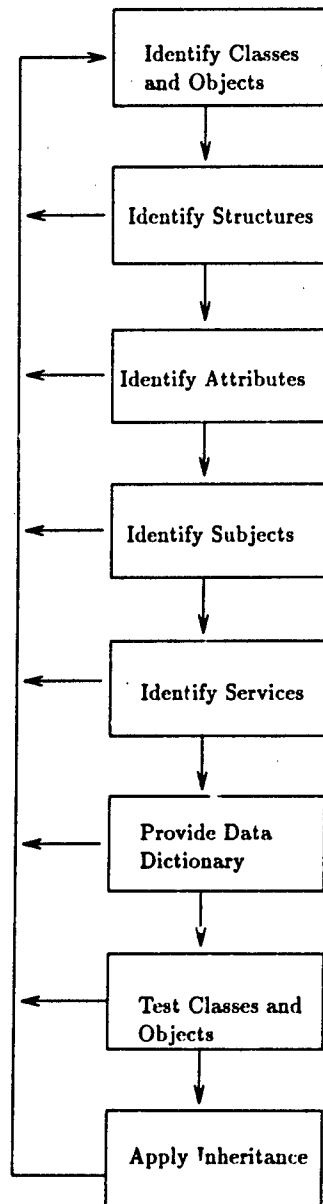 Identify Classes
and Objects
Identify Structures
Identify Attributes
Identify Subjects
Identify Services
Provide Data
Dictionary
Test Classes and
Objects
Apply Inheritance